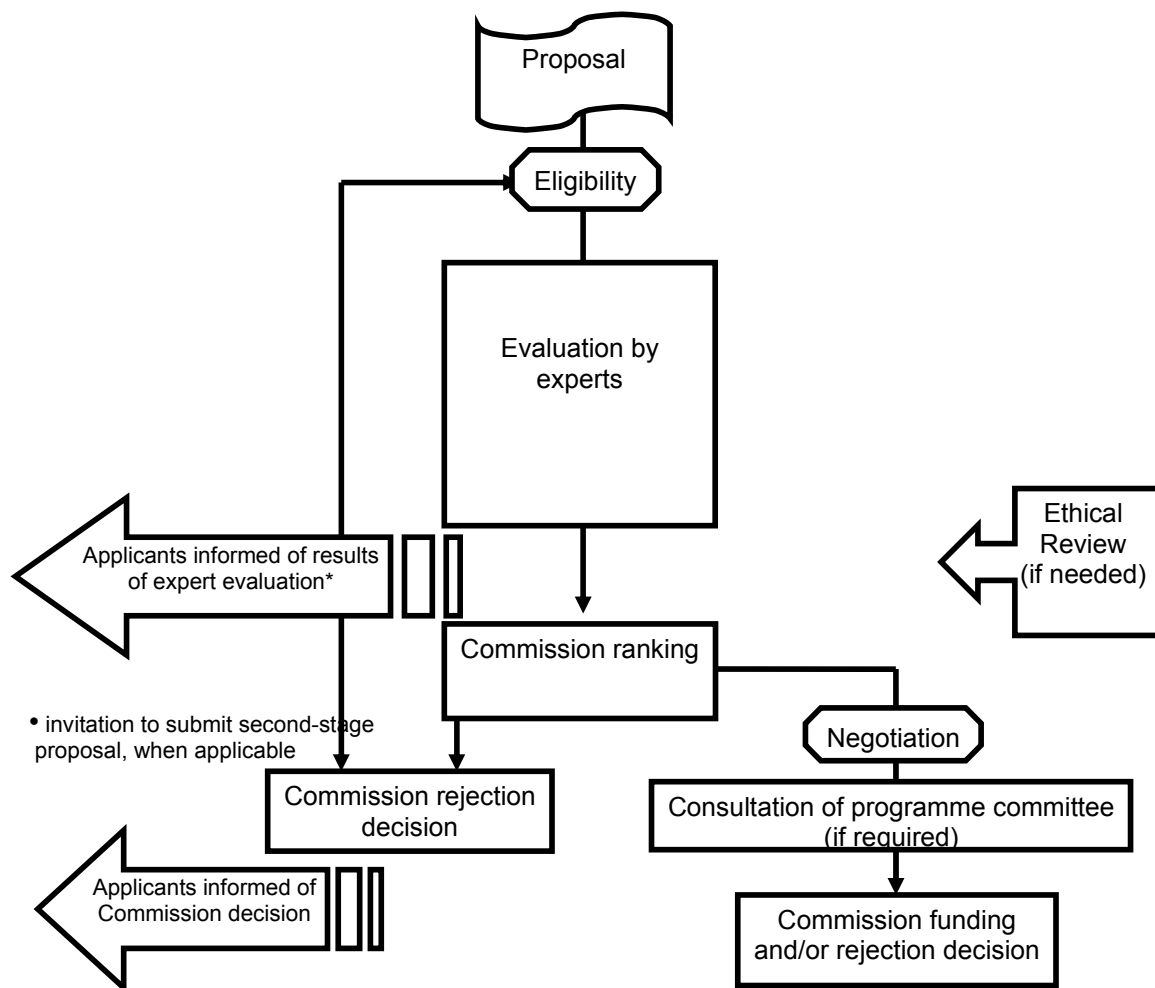 Proposal
Eligibility
Evaluation by
experts
Applicants informed of results
of expert evaluation*
Ethical
Review
(if needed)
Commission ranking
• invitation to submit second-stage
proposal, when applicable
Negotiation
Commission rejection
decision
Consultation of programme committee
(if required)
Applicants informed of
Commission decision
Commission funding
and/or rejection decision